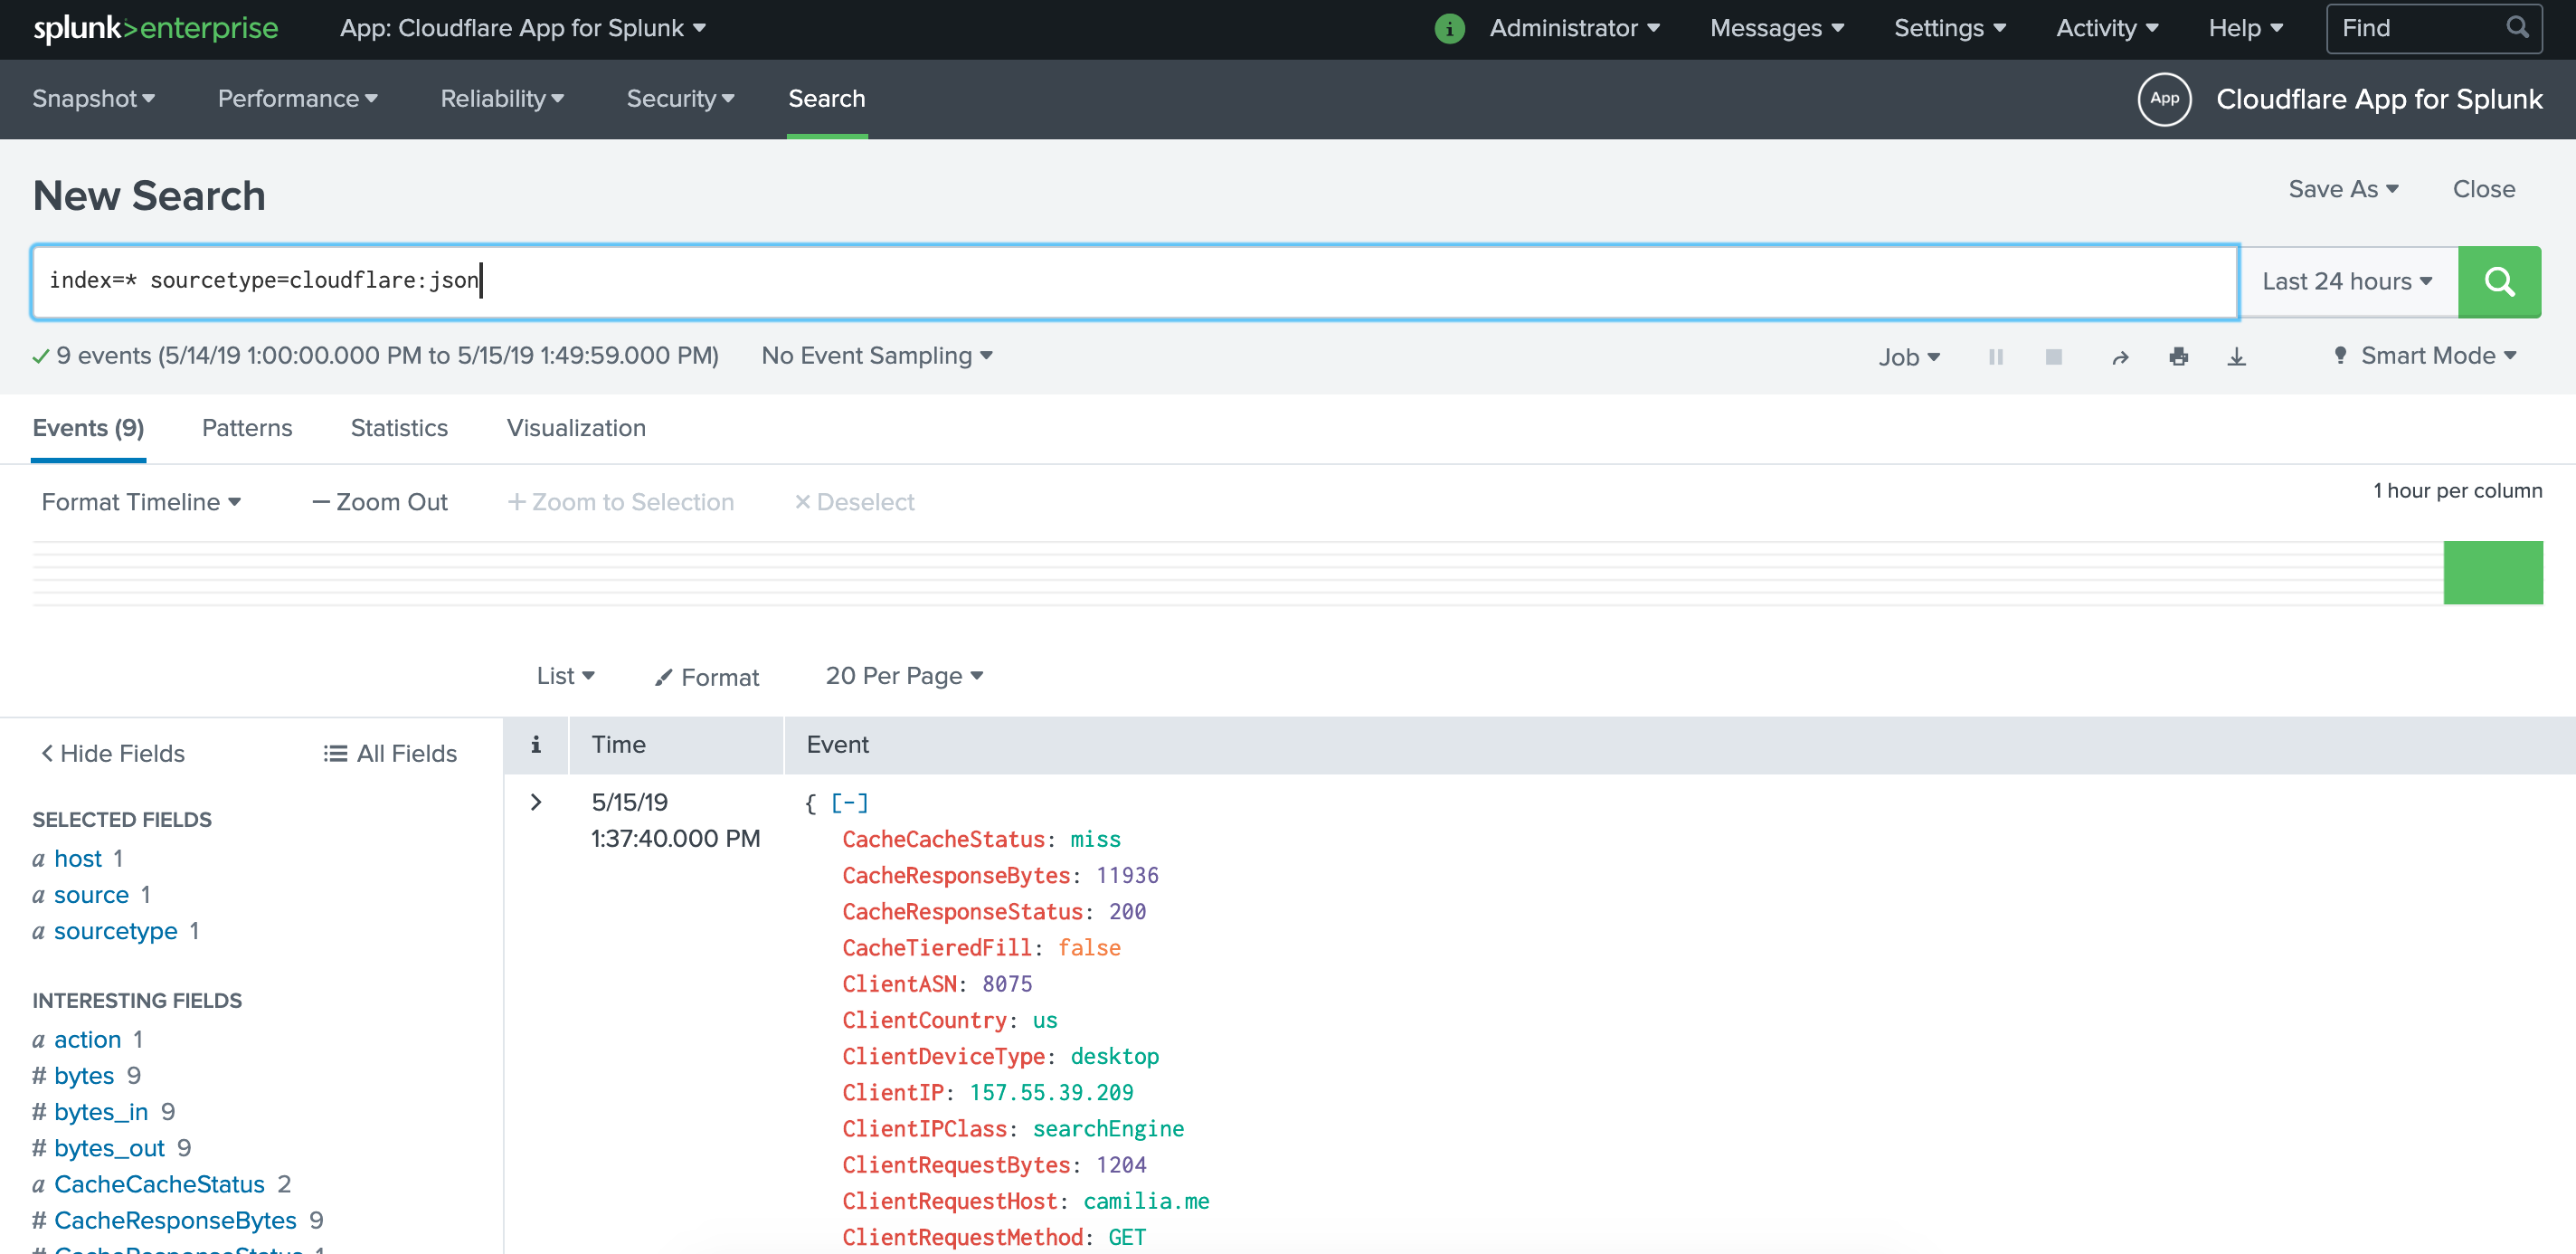 splunk>enterprise App: Cloudflare App for Splunk i Administrator Messages Settings Activity Help Find
Snapshot Performance Reliability Security Search App Cloudflare App for Splunk
New Search Save As Close
index=* sourcetype=cloudflare:json Last 24 hours
9 events (5/14/19 1:00:00.000 PM to 5/15/19 1:49:59.000 PM) No Event Sampling Job Smart Mode
Events (9) Patterns Statistics Visualization
Format Timeline — Zoom Out + Zoom to Selection × Deselect 1 hour per column
List Format 20 Per Page
< Hide Fields All Fields i Time Event
SELECTED FIELDS
a host 1
a source 1
a sourcetype 1
INTERESTING FIELDS
a action 1
# bytes 9
# bytes_in 9
# bytes_out 9
a CacheCacheStatus 2
# CacheResponseBytes 9
# CacheResponseStatus 1
> 5/15/19
1:37:40.000 PM
{ [-]
CacheCacheStatus: miss
CacheResponseBytes: 11936
CacheResponseStatus: 200
CacheTieredFill: false
ClientASN: 8075
ClientCountry: us
ClientDeviceType: desktop
ClientIP: 157.55.39.209
ClientIPClass: searchEngine
ClientRequestBytes: 1204
ClientRequestHost: camilia.me
ClientRequestMethod: GET